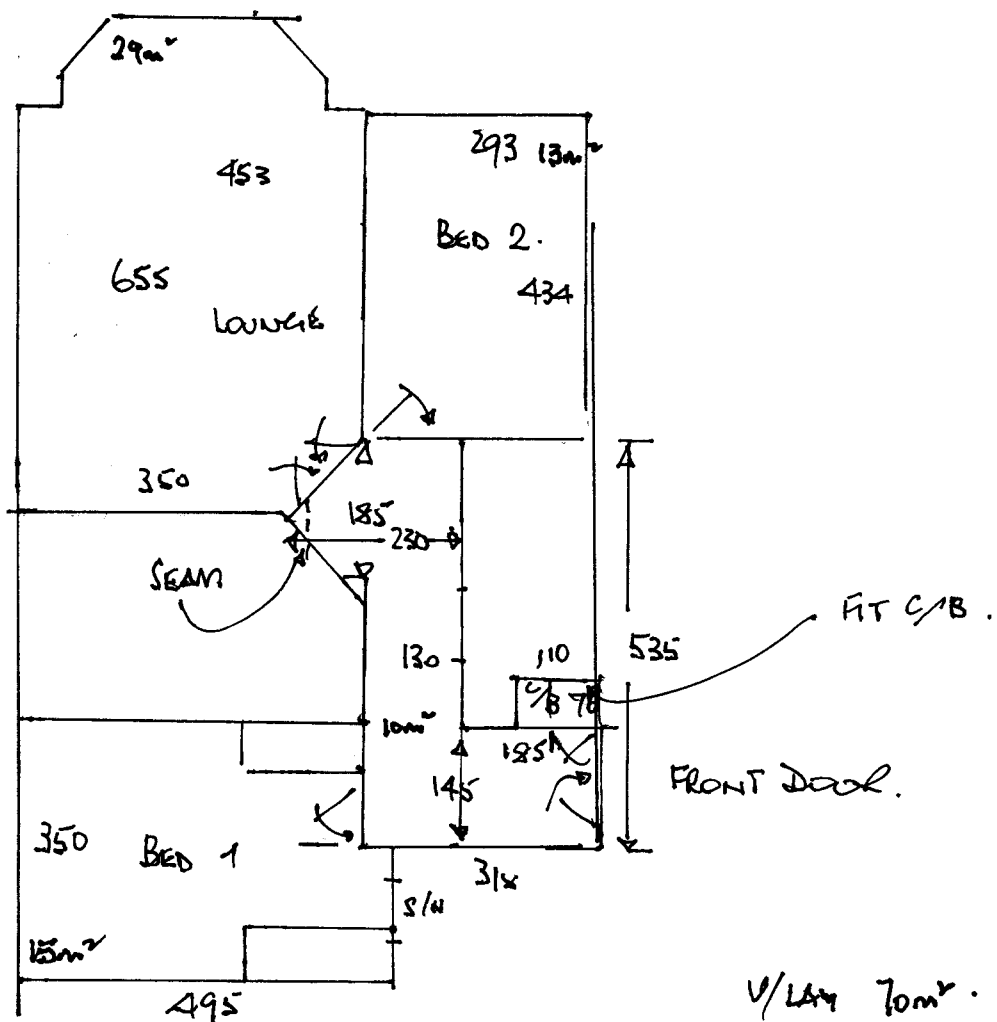 29m²
453
293 13m²
BED 2.
655
434
LOUNGE
350
185
230
SEAM
FIT C/B.
130
110
535
C/B
10m²
185
145
FRONT DOOR.
350
BED 1
318
S/N
15m²
495
V/LAY 70m².